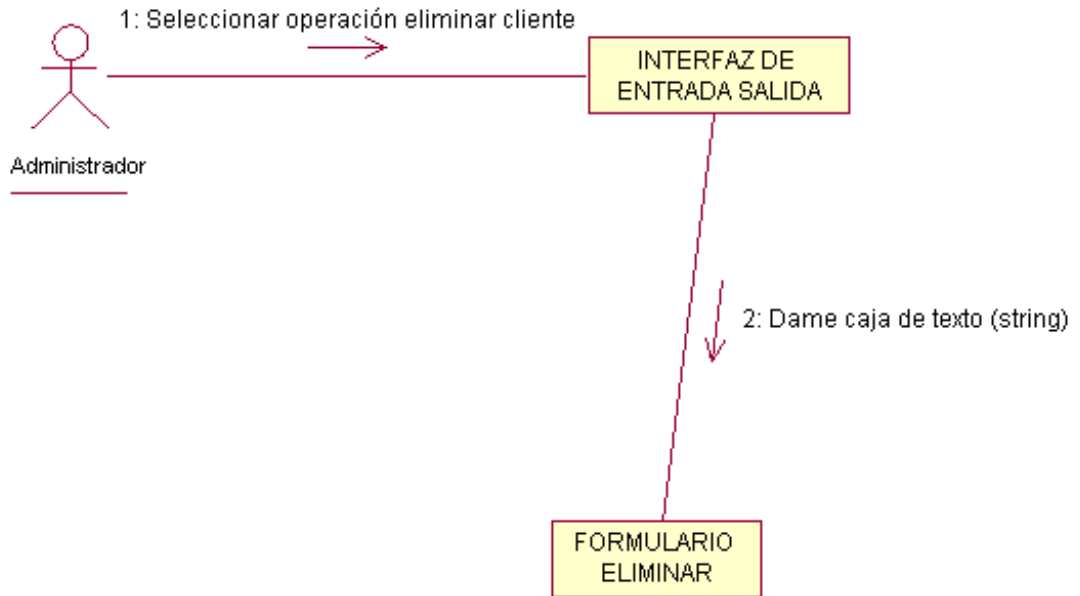 1: Seleccionar operación eliminar cliente
INTERFAZ DE
ENTRADA SALIDA
Administrador
2: Dame caja de texto (string)
FORMULARIO
ELIMINAR